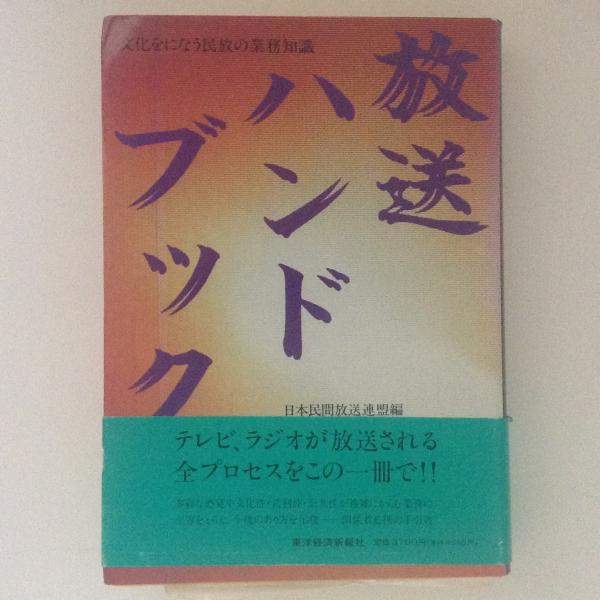 文化をになう民放の業務知識
放送
ハンド
ブック
日本民間放送連盟編
テレビ、ラジオが放送される
全プロセスをこの一冊で!!
東洋経済新報社